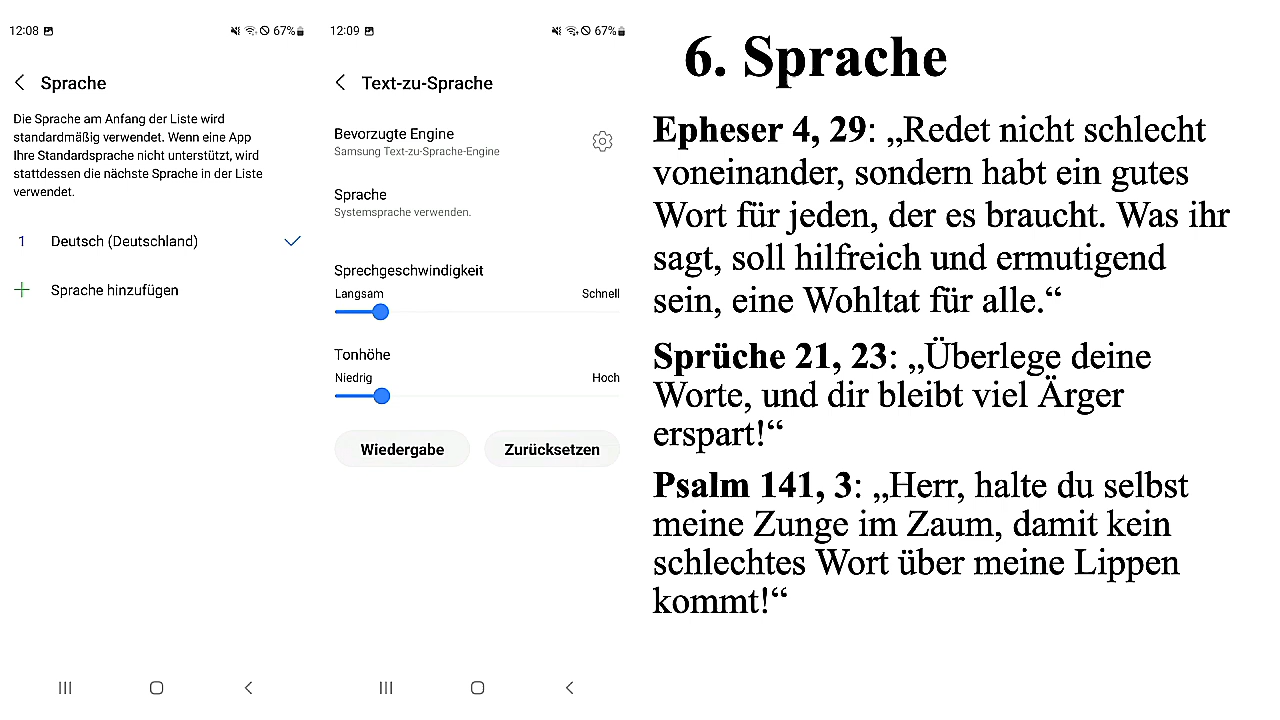 12:08
67%
Sprache
Die Sprache am Anfang der Liste wird
standardmäßig verwendet. Wenn eine App
Ihre Standardsprache nicht unterstützt, wird
stattdessen die nächste Sprache in der Liste
verwendet.
1 Deutsch (Deutschland)
Sprache hinzufügen
12:09
67%
Text-zu-Sprache
Bevorzugte Engine
Samsung Text-zu-Sprache-Engine
Sprache
Systemsprache verwenden.
Sprechgeschwindigkeit
Langsam Schnell
Tonhöhe
Niedrig Hoch
Wiedergabe Zurücksetzen
6. Sprache
Epheser 4, 29: „Redet nicht schlecht
voneinander, sondern habt ein gutes
Wort für jeden, der es braucht. Was ihr
sagt, soll hilfreich und ermutigend
sein, eine Wohltat für alle.“
Sprüche 21, 23: „Überlege deine
Worte, und dir bleibt viel Ärger
erspart!“
Psalm 141, 3: „Herr, halte du selbst
meine Zunge im Zaum, damit kein
schlechtes Wort über meine Lippen
kommt!“